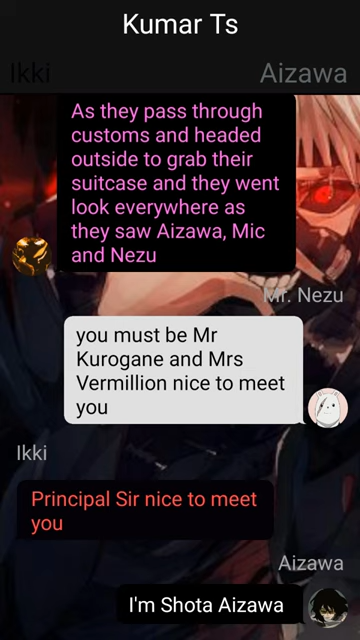 Kumar Ts
Ikki
Aizawa
As they pass through
customs and headed
outside to grab their
suitcase and they went
look everywhere as
they saw Aizawa, Mic
and Nezu
Mr. Nezu
you must be Mr
Kurogane and Mrs
Vermillion nice to meet
you
Ikki
Principal Sir nice to meet
you
Aizawa
I'm Shota Aizawa